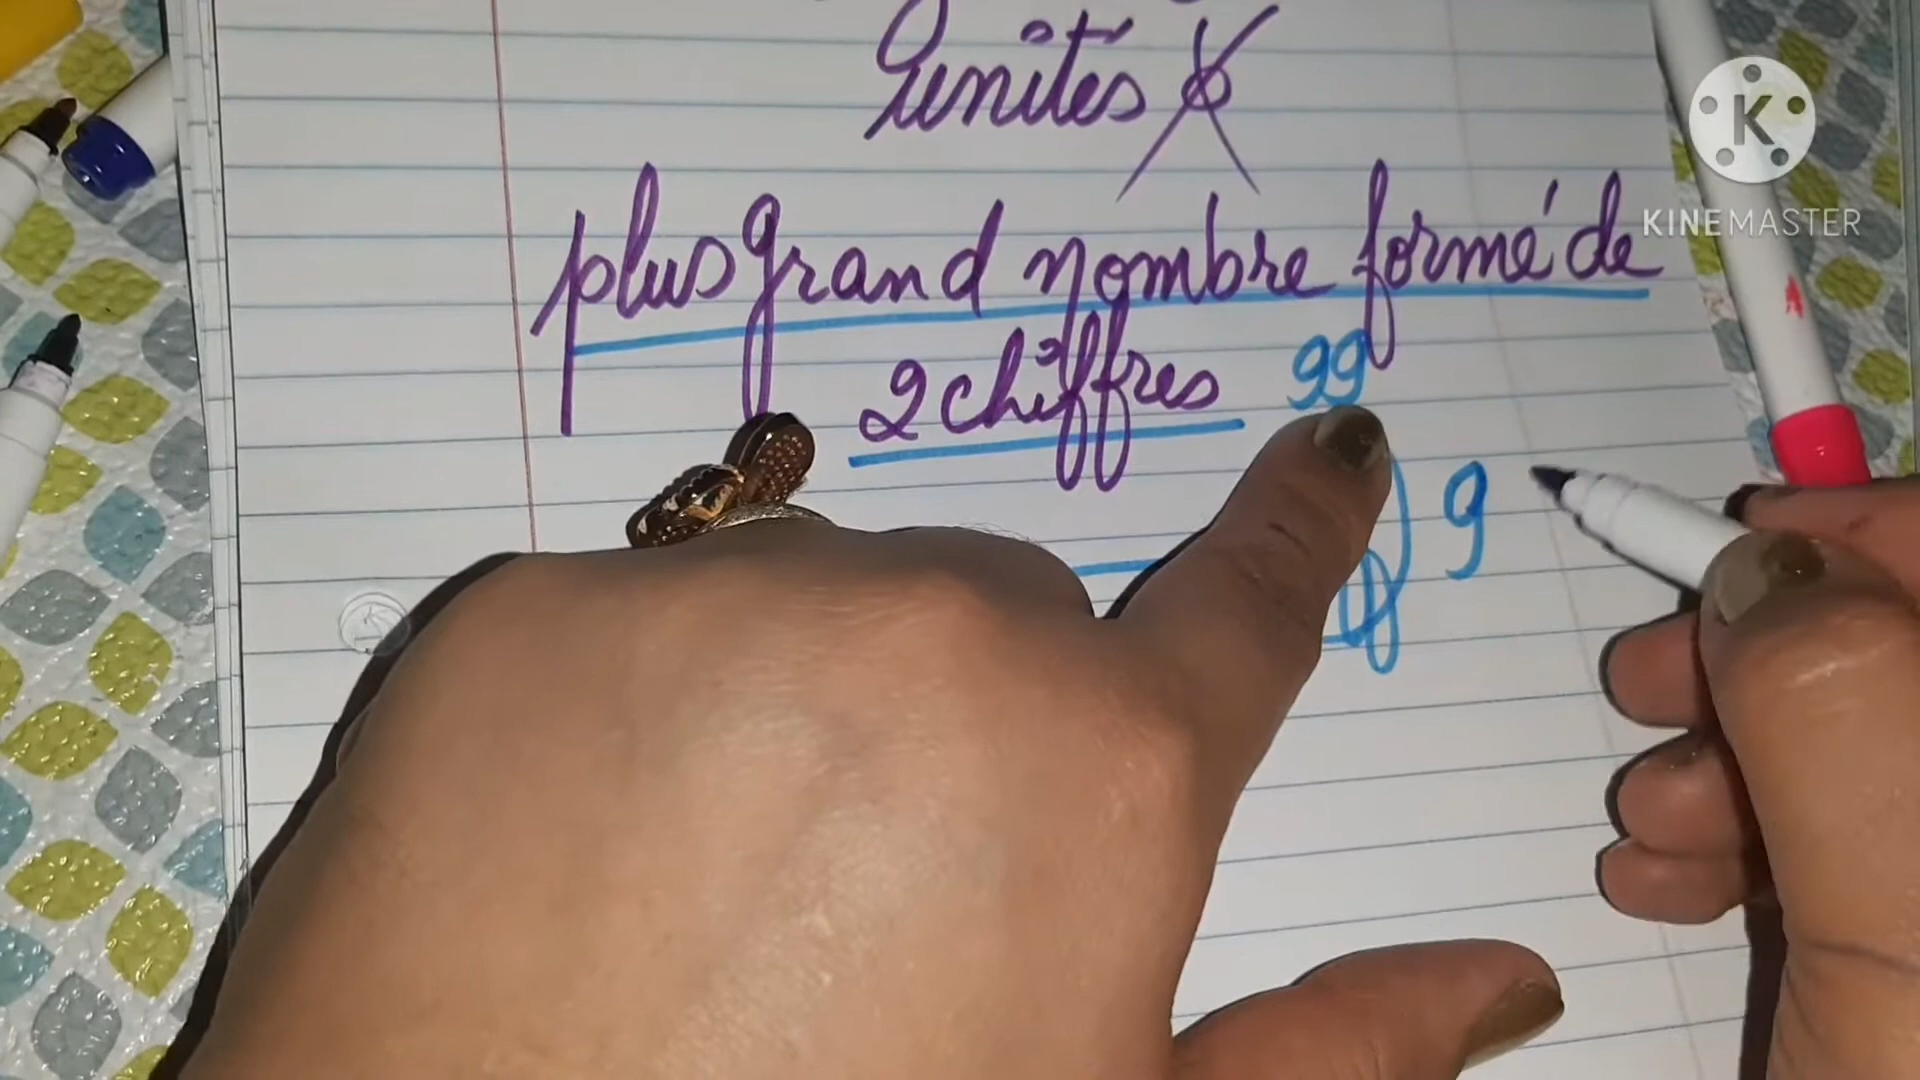 unités
plus grand nombre formé de
2 chiffres 99
9
K
KINEMASTER